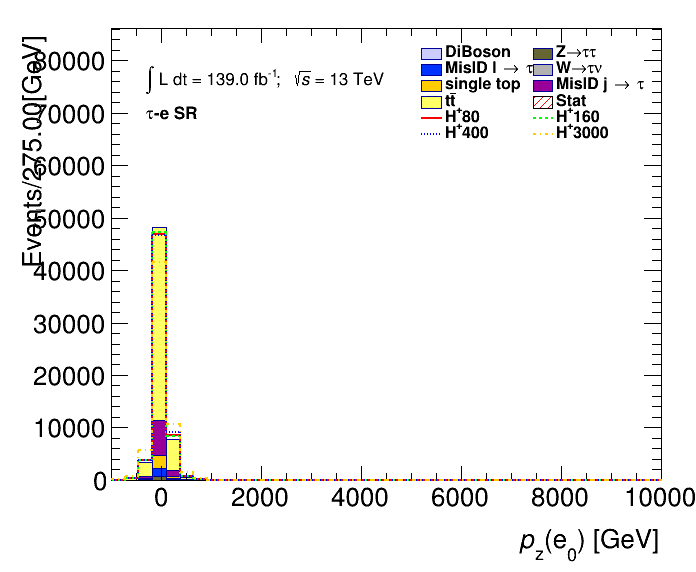 Events/275.00[GeV]
80000
70000
60000
50000
40000
30000
20000
10000
0
∫ L dt = 139.0 fb⁻¹; √s = 13 TeV
τ-e SR
DiBoson Z→ττ
MisID l → τ W→τν
single top MisID j → τ
tt̄ Stat
H⁺80 H⁺160
H⁺400 H⁺3000
0 2000 4000 6000 8000 10000
p_z(e_0) [GeV]